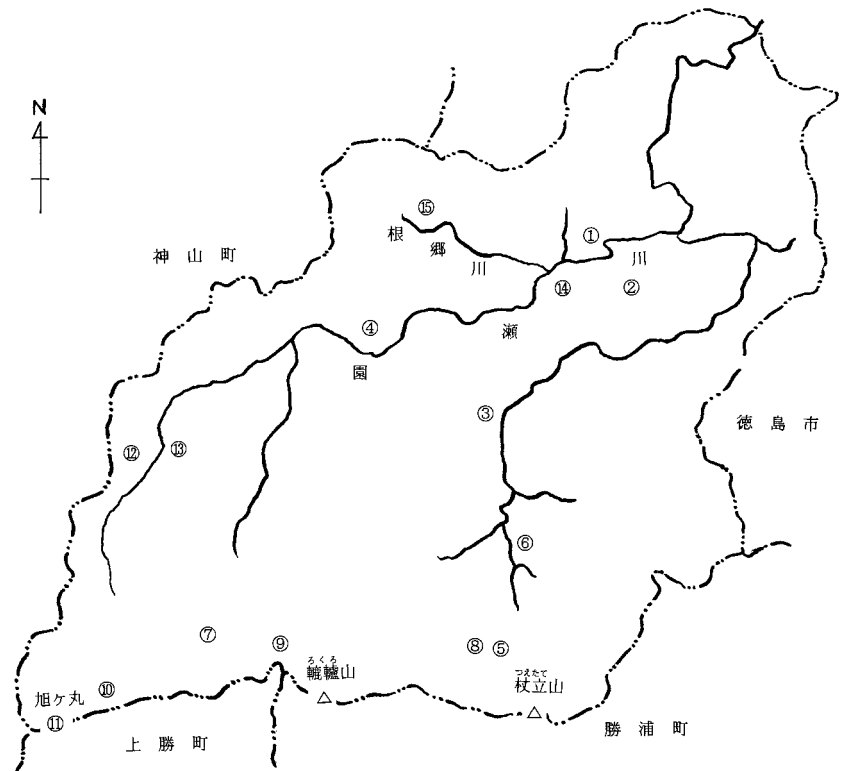 N
⑮
根郷川
①
神山町
川
⑭
②
④
瀬
園
③
徳島市
⑫
⑬
⑥
⑦
⑨
⑧
⑤
ろくろ
轆轤山
つえたて
杖立山
旭ケ丸
⑩
⑪
上勝町
勝浦町